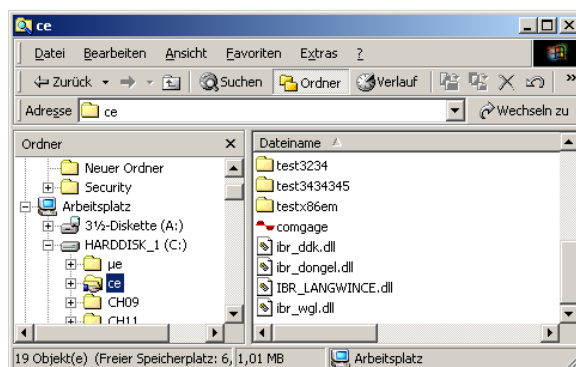 ce
Datei Bearbeiten Ansicht Favoriten Extras ?
Zurück Suchen Ordner Verlauf »
Adresse ce Wechseln zu
Ordner x
Neuer Ordner
Security
Arbeitsplatz
3½-Diskette (A:)
HARDDISK_1 (C:)
µe
ce
CH09
CH11
Dateiname
test3234
test3434345
testx86em
comgage
ibr_ddk.dll
ibr_dongel.dll
IBR_LANGWINCE.dll
ibr_wgl.dll
19 Objekt(e) (Freier Speicherplatz: 6, 1,01 MB Arbeitsplatz